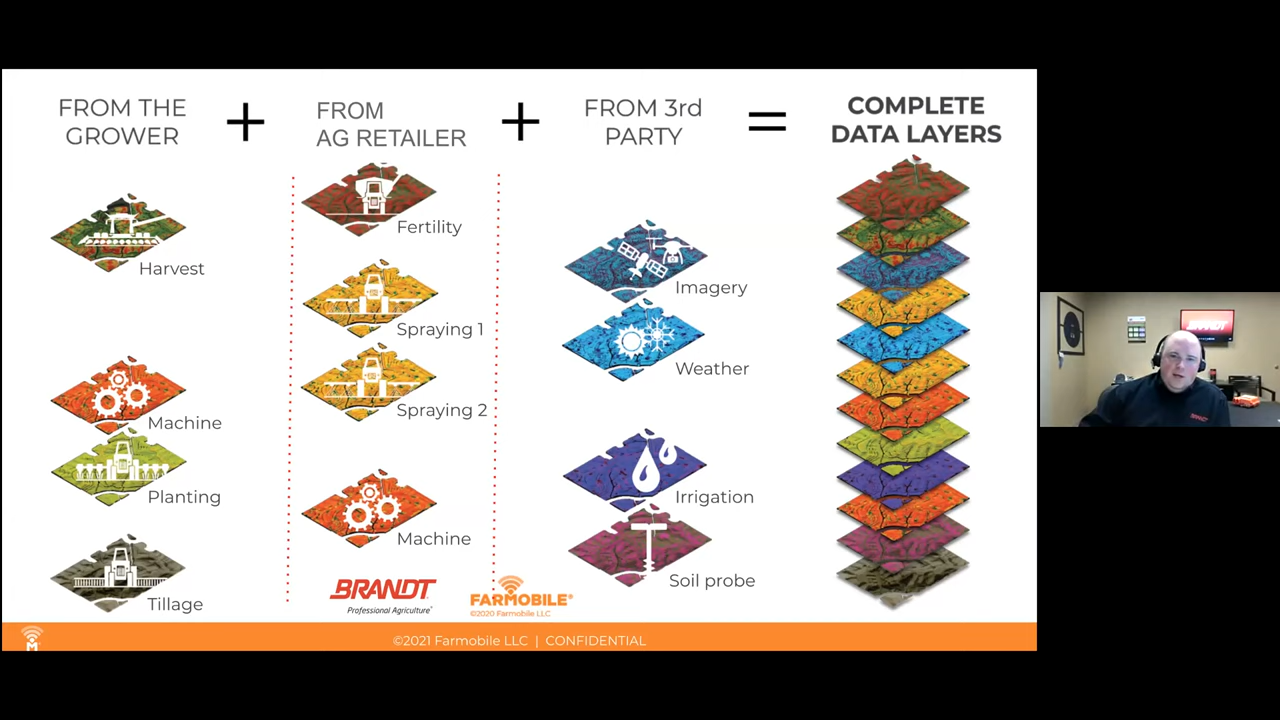 FROM THE
GROWER
+
FROM
AG RETAILER
+
FROM 3rd
PARTY
=
COMPLETE
DATA LAYERS
Harvest
Machine
Planting
Tillage
Fertility
Spraying 1
Spraying 2
Machine
BRANDT
Professional Agriculture®
Imagery
Weather
Irrigation
Soil probe
FARMOBILE®
©2020 Farmobile LLC
M
©2021 Farmobile LLC | CONFIDENTIAL
BRANDT
BRANDT